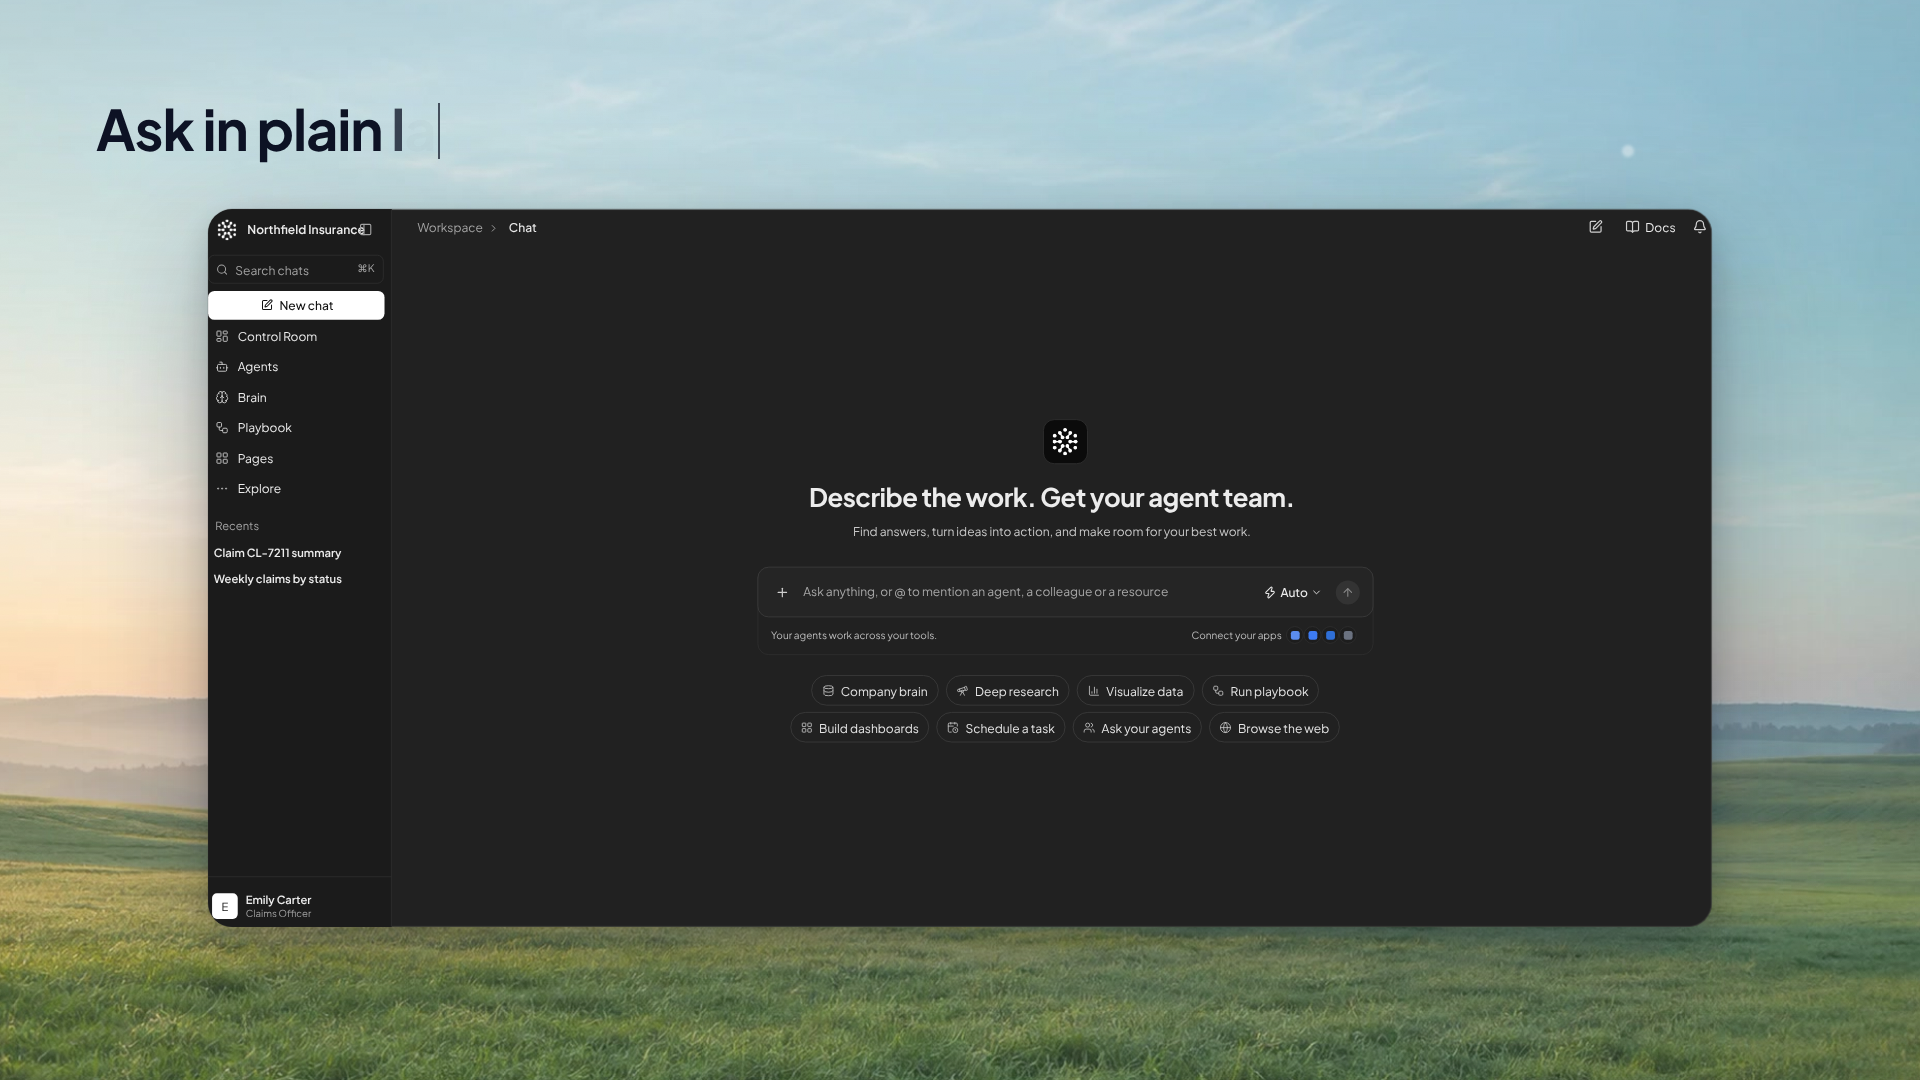 Ask in plain l
Northfield Insurance
Search chats ⌘K
New chat
Control Room
Agents
Brain
Playbook
Pages
Explore
Recents
Claim CL-7211 summary
Weekly claims by status
E
Emily Carter
Claims Officer
Workspace > Chat
Docs
Describe the work. Get your agent team.
Find answers, turn ideas into action, and make room for your best work.
Ask anything, or @ to mention an agent, a colleague or a resource
Auto
Your agents work across your tools.
Connect your apps
Company brain
Deep research
Visualize data
Run playbook
Build dashboards
Schedule a task
Ask your agents
Browse the web